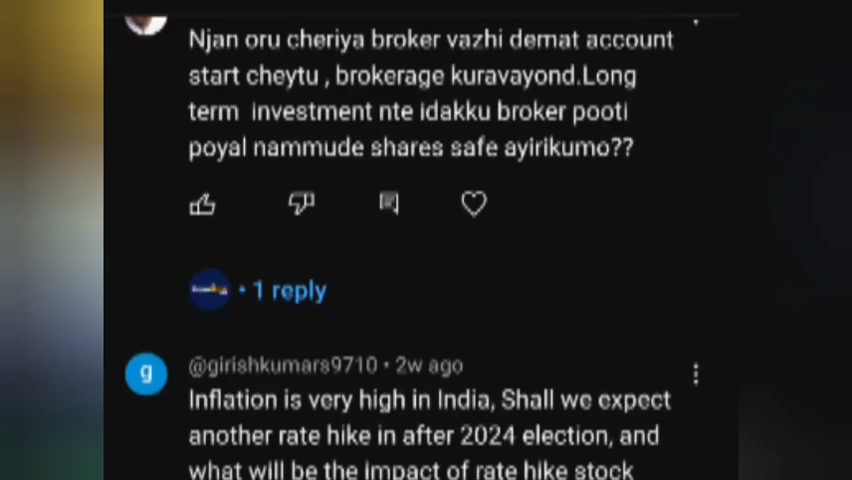 Njan oru cheriya broker vazhi demat account
start cheytu , brokerage kuravayond.Long
term investment nte idakku broker pooti
poyal nammude shares safe ayirikumo??
• 1 reply
g
@girishkumars9710 • 2w ago
Inflation is very high in India, Shall we expect
another rate hike in after 2024 election, and
what will be the impact of rate hike stock